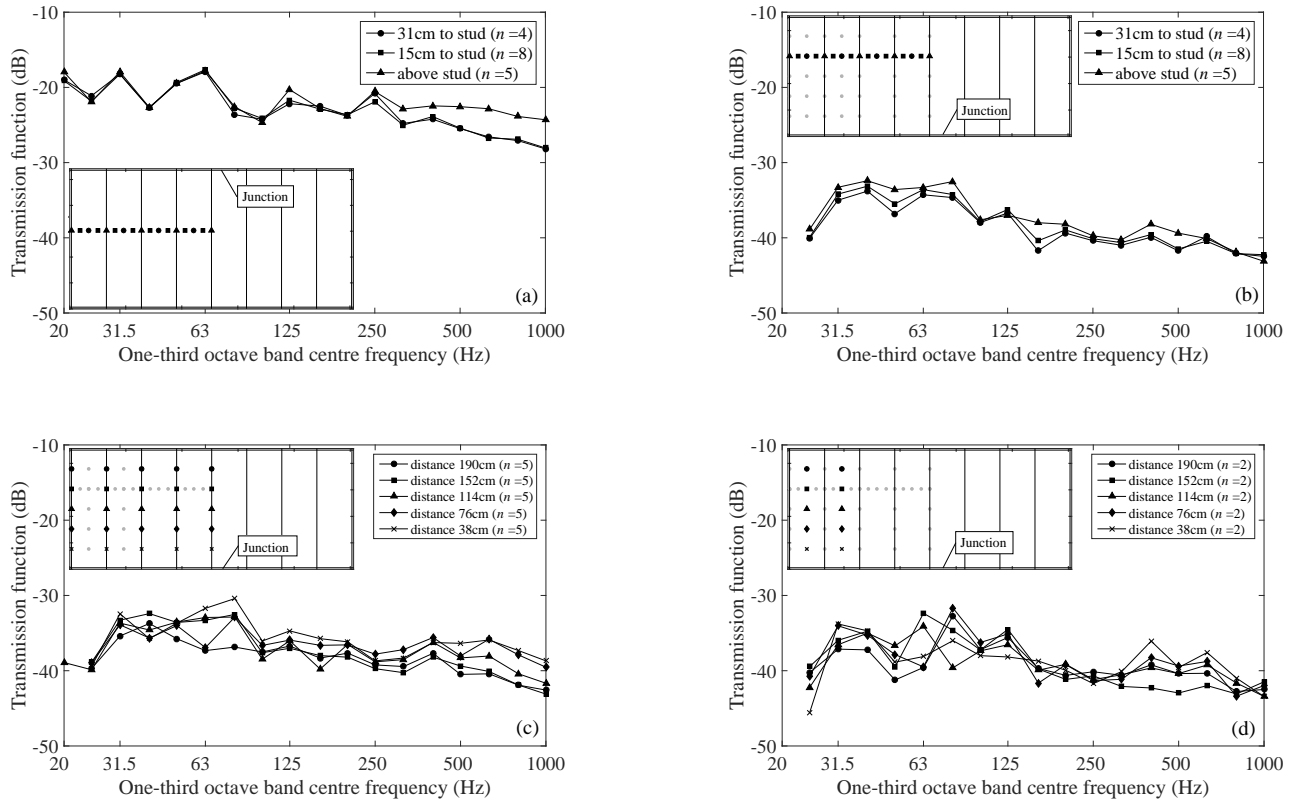 -10
-20
-30
-40
-50
Transmission function (dB)
31cm to stud (n =4)
15cm to stud (n =8)
above stud (n =5)
Junction
(a)
20 31.5 63 125 250 500 1000
One-third octave band centre frequency (Hz)
-10
-20
-30
-40
-50
Transmission function (dB)
31cm to stud (n =4)
15cm to stud (n =8)
above stud (n =5)
Junction
(b)
20 31.5 63 125 250 500 1000
One-third octave band centre frequency (Hz)
-10
-20
-30
-40
-50
Transmission function (dB)
distance 190cm (n =5)
distance 152cm (n =5)
distance 114cm (n =5)
distance 76cm (n =5)
distance 38cm (n =5)
Junction
(c)
20 31.5 63 125 250 500 1000
One-third octave band centre frequency (Hz)
-10
-20
-30
-40
-50
Transmission function (dB)
distance 190cm (n =2)
distance 152cm (n =2)
distance 114cm (n =2)
distance 76cm (n =2)
distance 38cm (n =2)
Junction
(d)
20 31.5 63 125 250 500 1000
One-third octave band centre frequency (Hz)